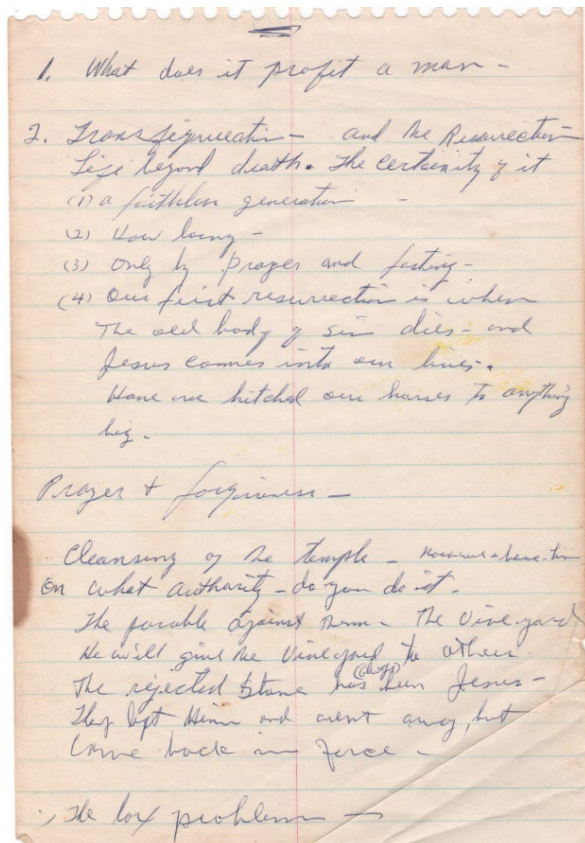 1. What does it profit a man -
2. Transfiguration - and the Resurrection
Life beyond death. The certainity of it
(1) a faithless generation -
(2) How long -
(3) Only by prayer and fasting -
(4) Our first resurrection is when
The old body of sin dies - and
Jesus comes into our lives.
Have we hitched our horses to anything
big.
Prayer + forgiveness -
Cleansing of the temple -
On what authority - do you do it.
The parable against them - The Vineyard
He will give the Vineyard to others.
The rejected Stone has been Jesus -
They left Him and went away, but
Come back in force -
The tax problem -